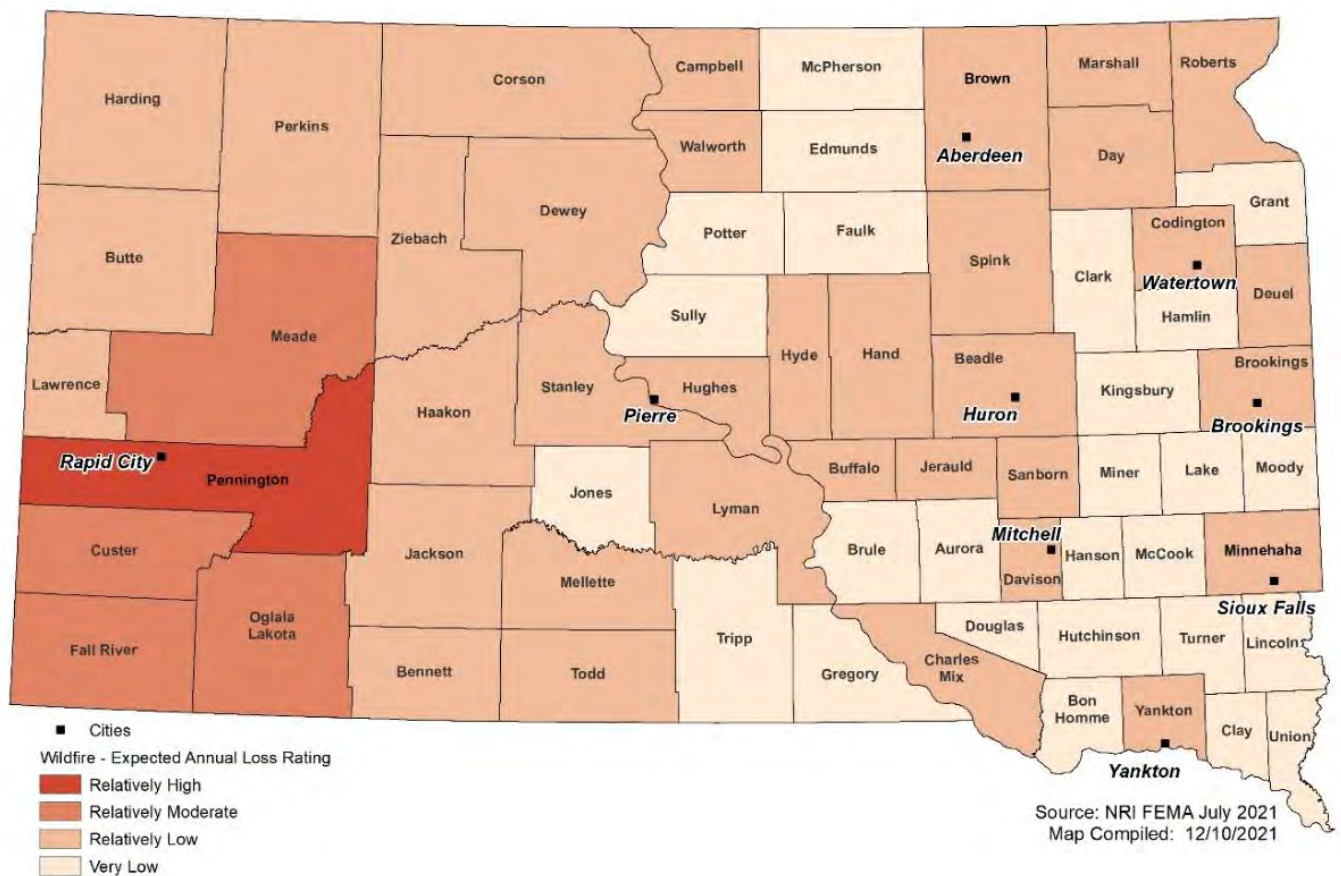 Harding
Perkins
Corson
Campbell
McPherson
Brown
Marshall
Roberts
Walworth
Edmunds
Aberdeen
Day
Butte
Ziebach
Dewey
Potter
Faulk
Spink
Clark
Codington
Grant
Watertown
Hamlin
Deuel
Meade
Sully
Hyde
Hand
Beadle
Huron
Kingsbury
Brookings
Brookings
Lawrence
Haakon
Stanley
Hughes
Pierre
Rapid City
Pennington
Jones
Lyman
Buffalo
Jerauld
Sanborn
Miner
Lake
Moody
Custer
Jackson
Mellette
Brule
Aurora
Mitchell
Davison
Hanson
McCook
Minnehaha
Sioux Falls
Fall River
Oglala
Lakota
Bennett
Todd
Tripp
Gregory
Charles
Mix
Douglas
Hutchinson
Turner
Lincoln
Bon
Homme
Yankton
Yankton
Clay
Union
Cities
Wildfire - Expected Annual Loss Rating
Relatively High
Relatively Moderate
Relatively Low
Very Low
Source: NRI FEMA July 2021
Map Compiled: 12/10/2021